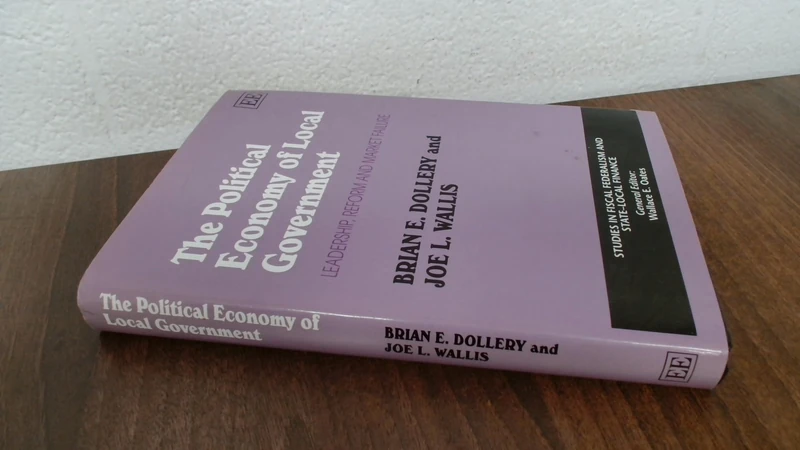 EE
The Political
Economy of Local
Government
LEADERSHIP, REFORM AND MARKET FAILURE
BRIAN E. DOLLERY and
JOE L. WALLIS
STUDIES IN FISCAL FEDERALISM AND
STATE-LOCAL FINANCE
General Editor:
Wallace E. Oates
The Political Economy of
Local Government
BRIAN E. DOLLERY and
JOE L. WALLIS
EE